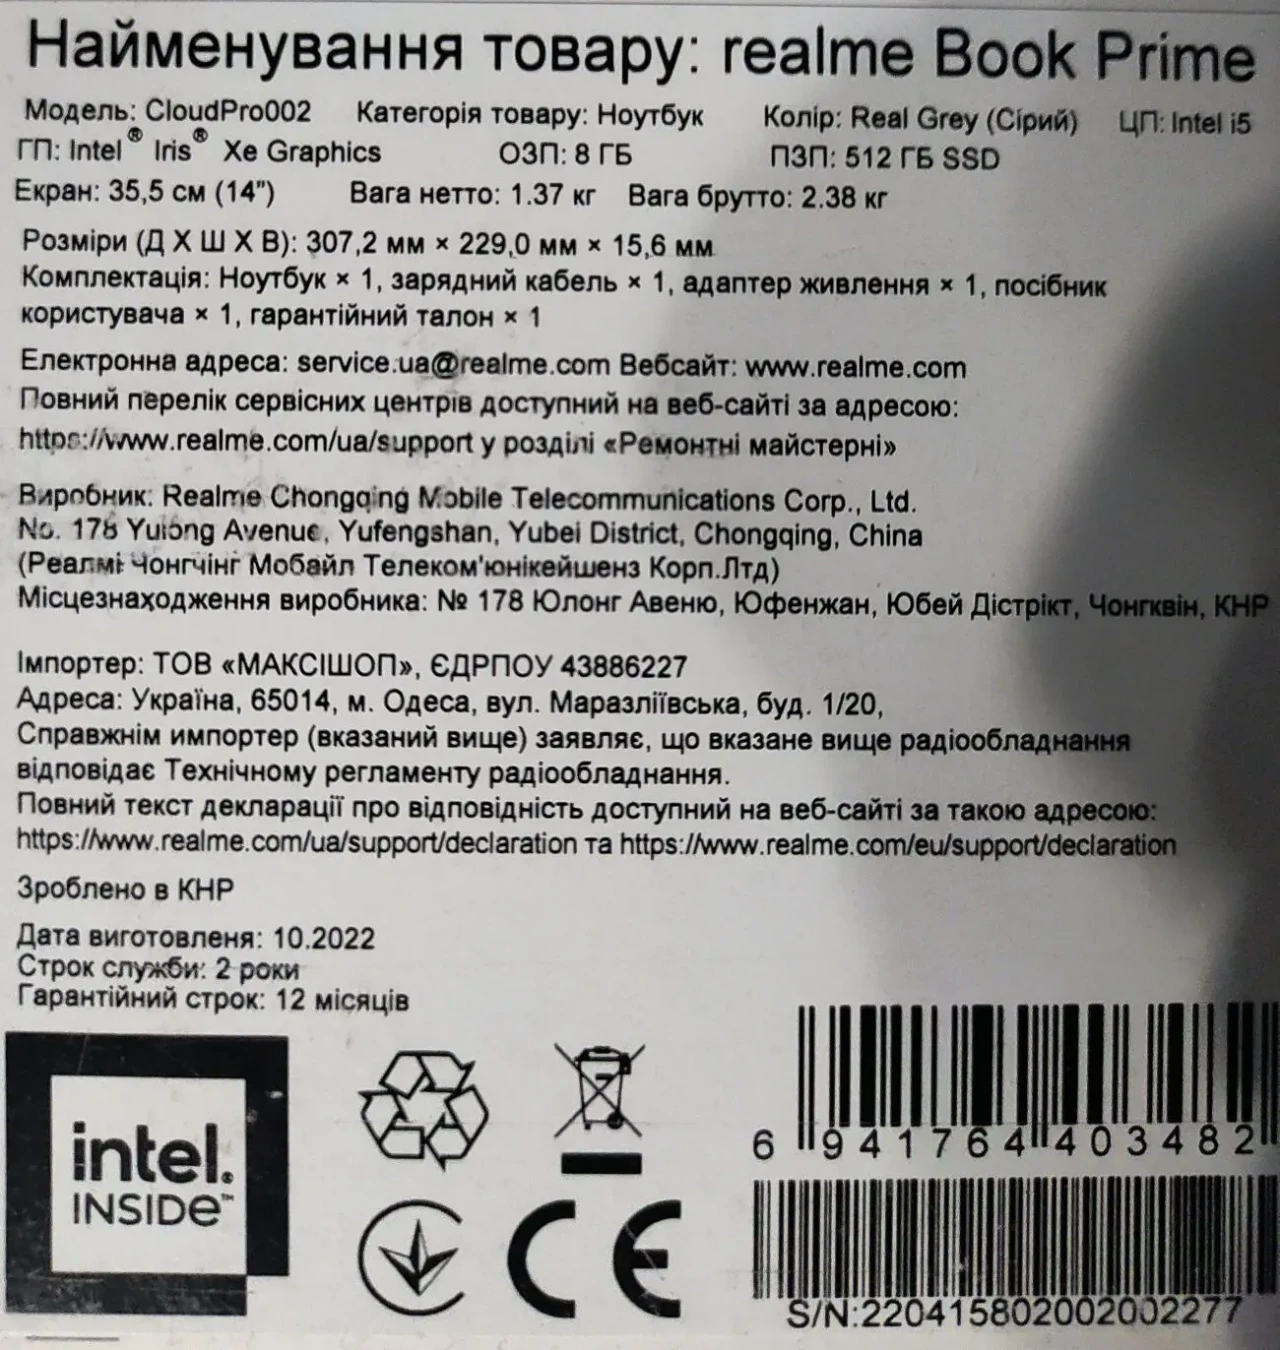 Найменування товару: realme Book Prime
Модель: CloudPro002 Категорія товару: Ноутбук Колір: Real Grey (Сірий) ЦП: Intel i5
ГП: Intel® Iris® Xe Graphics ОЗП: 8 ГБ ПЗП: 512 ГБ SSD
Екран: 35,5 см (14") Вага нетто: 1.37 кг Вага брутто: 2.38 кг
Розміри (Д Х Ш Х В): 307,2 мм × 229,0 мм × 15,6 мм
Комплектація: Ноутбук × 1, зарядний кабель × 1, адаптер живлення × 1, посібник
користувача × 1, гарантійний талон × 1
Електронна адреса: service.ua@realme.com Вебсайт: www.realme.com
Повний перелік сервісних центрів доступний на веб-сайті за адресою:
https://www.realme.com/ua/support у розділі «Ремонтні майстерні»
Виробник: Realme Chongqing Mobile Telecommunications Corp., Ltd.
No. 178 Yulong Avenue, Yufengshan, Yubei District, Chongqing, China
(Реалмі Чонгчінг Мобайл Телеком'юнікейшенз Корп.Лтд)
Місцезнаходження виробника: № 178 Юлонг Авеню, Юфенжан, Юбей Дістрікт, Чонгквін, КНР
Імпортер: ТОВ «МАКСІШОП», ЄДРПОУ 43886227
Адреса: Україна, 65014, м. Одеса, вул. Маразліївська, буд. 1/20,
Справжнім импортер (вказаний вище) заявляє, що вказане вище радіообладнання
відповідає Технічному регламенту радіообладнання.
Повний текст декларації про відповідність доступний на веб-сайті за такою адресою:
https://www.realme.com/ua/support/declaration та https://www.realme.com/eu/support/declaration
Зроблено в КНР
Дата виготовленя: 10.2022
Строк служби: 2 роки
Гарантійний строк: 12 місяців
intel.
INSIDE™
CE
6 941764 403482
S/N:220415802002002277